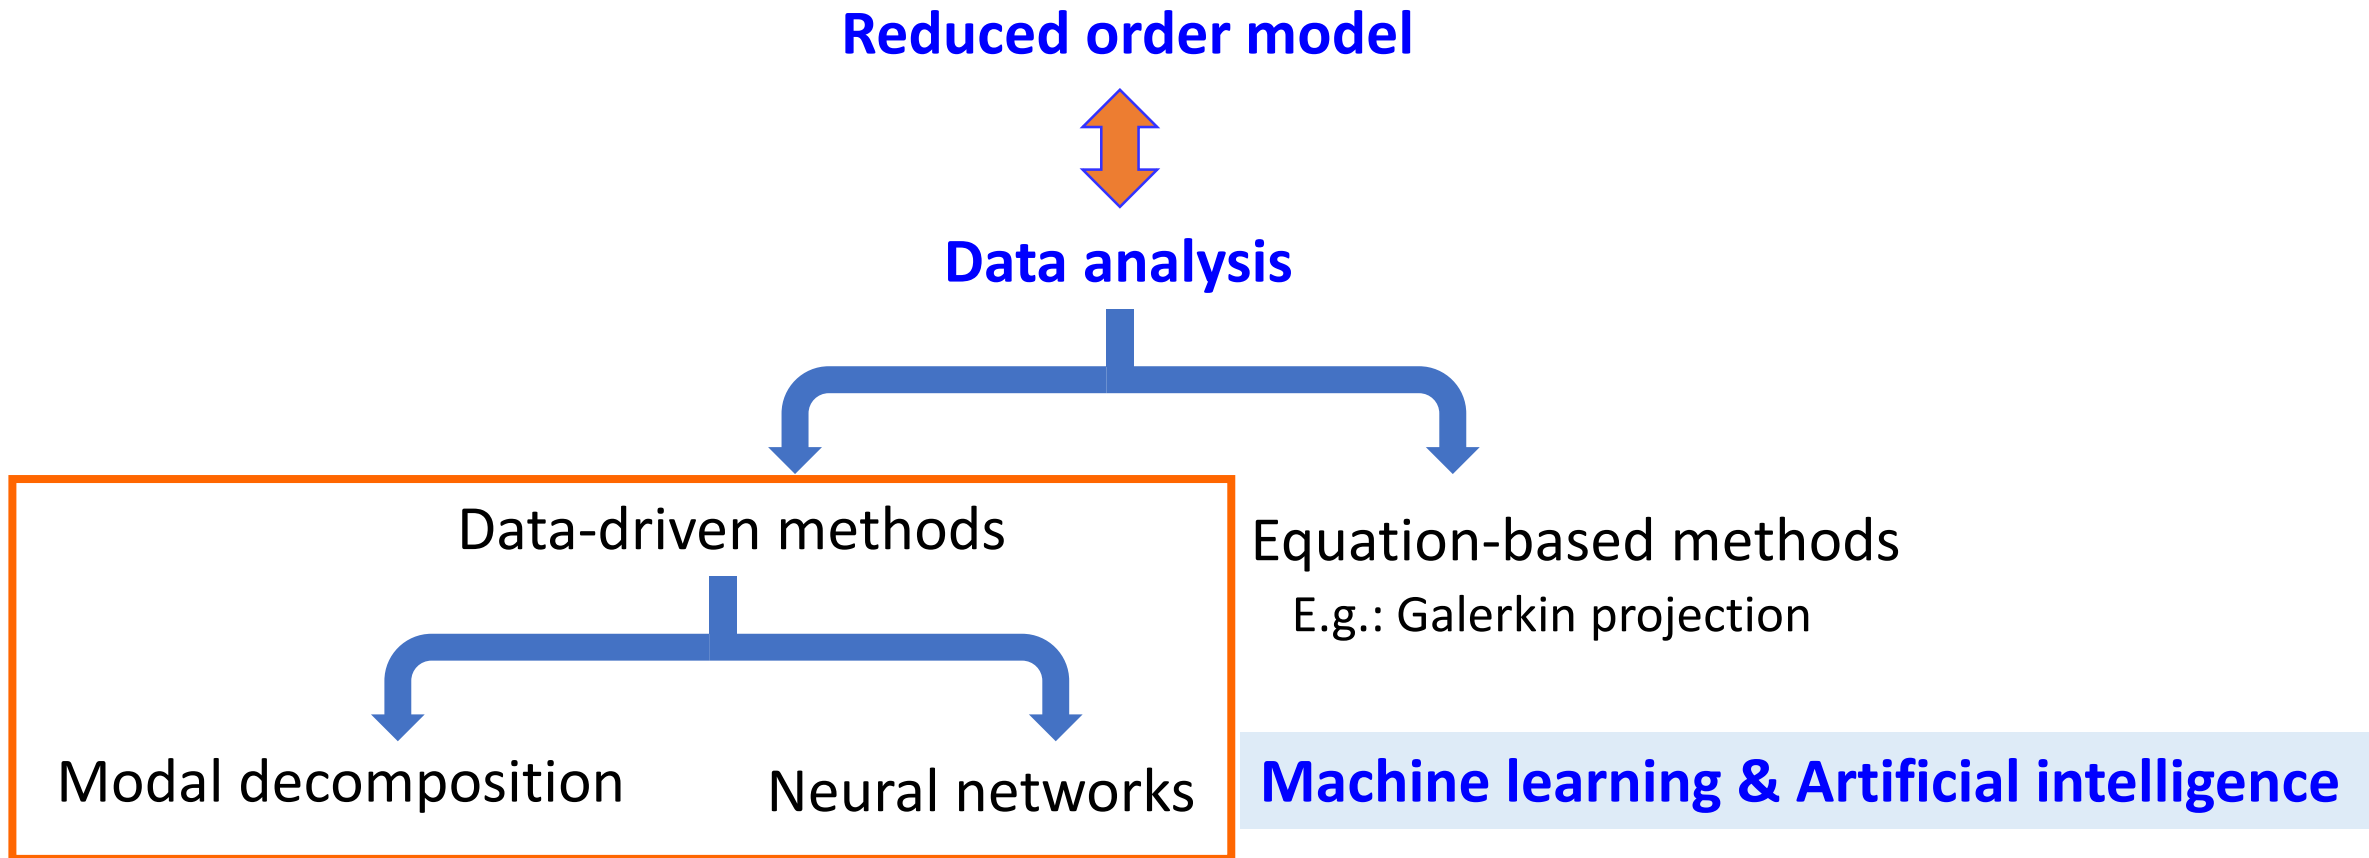 Reduced order model
Data analysis
Data-driven methods
Equation-based methods
E.g.: Galerkin projection
Modal decomposition
Neural networks
Machine learning & Artificial intelligence